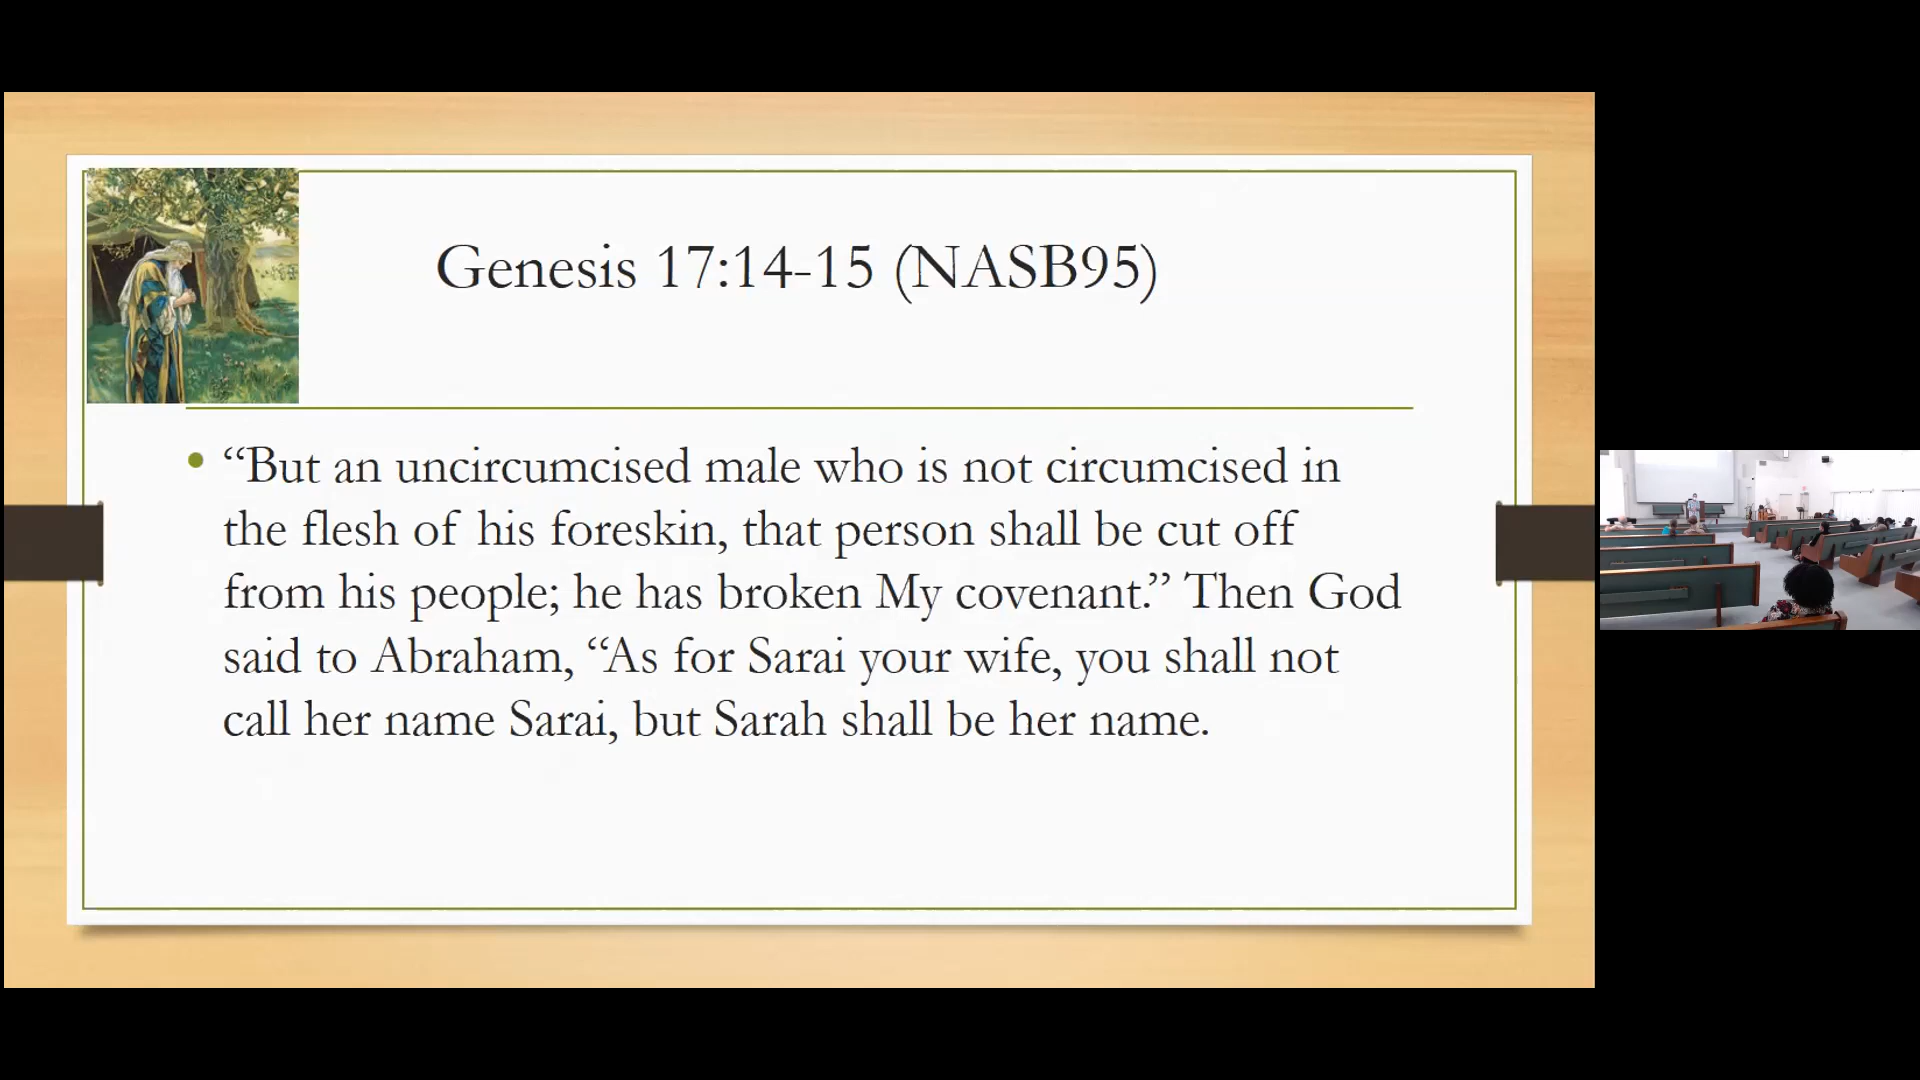 Genesis 17:14-15 (NASB95)
• “But an uncircumcised male who is not circumcised in
the flesh of his foreskin, that person shall be cut off
from his people; he has broken My covenant.” Then God
said to Abraham, “As for Sarai your wife, you shall not
call her name Sarai, but Sarah shall be her name.